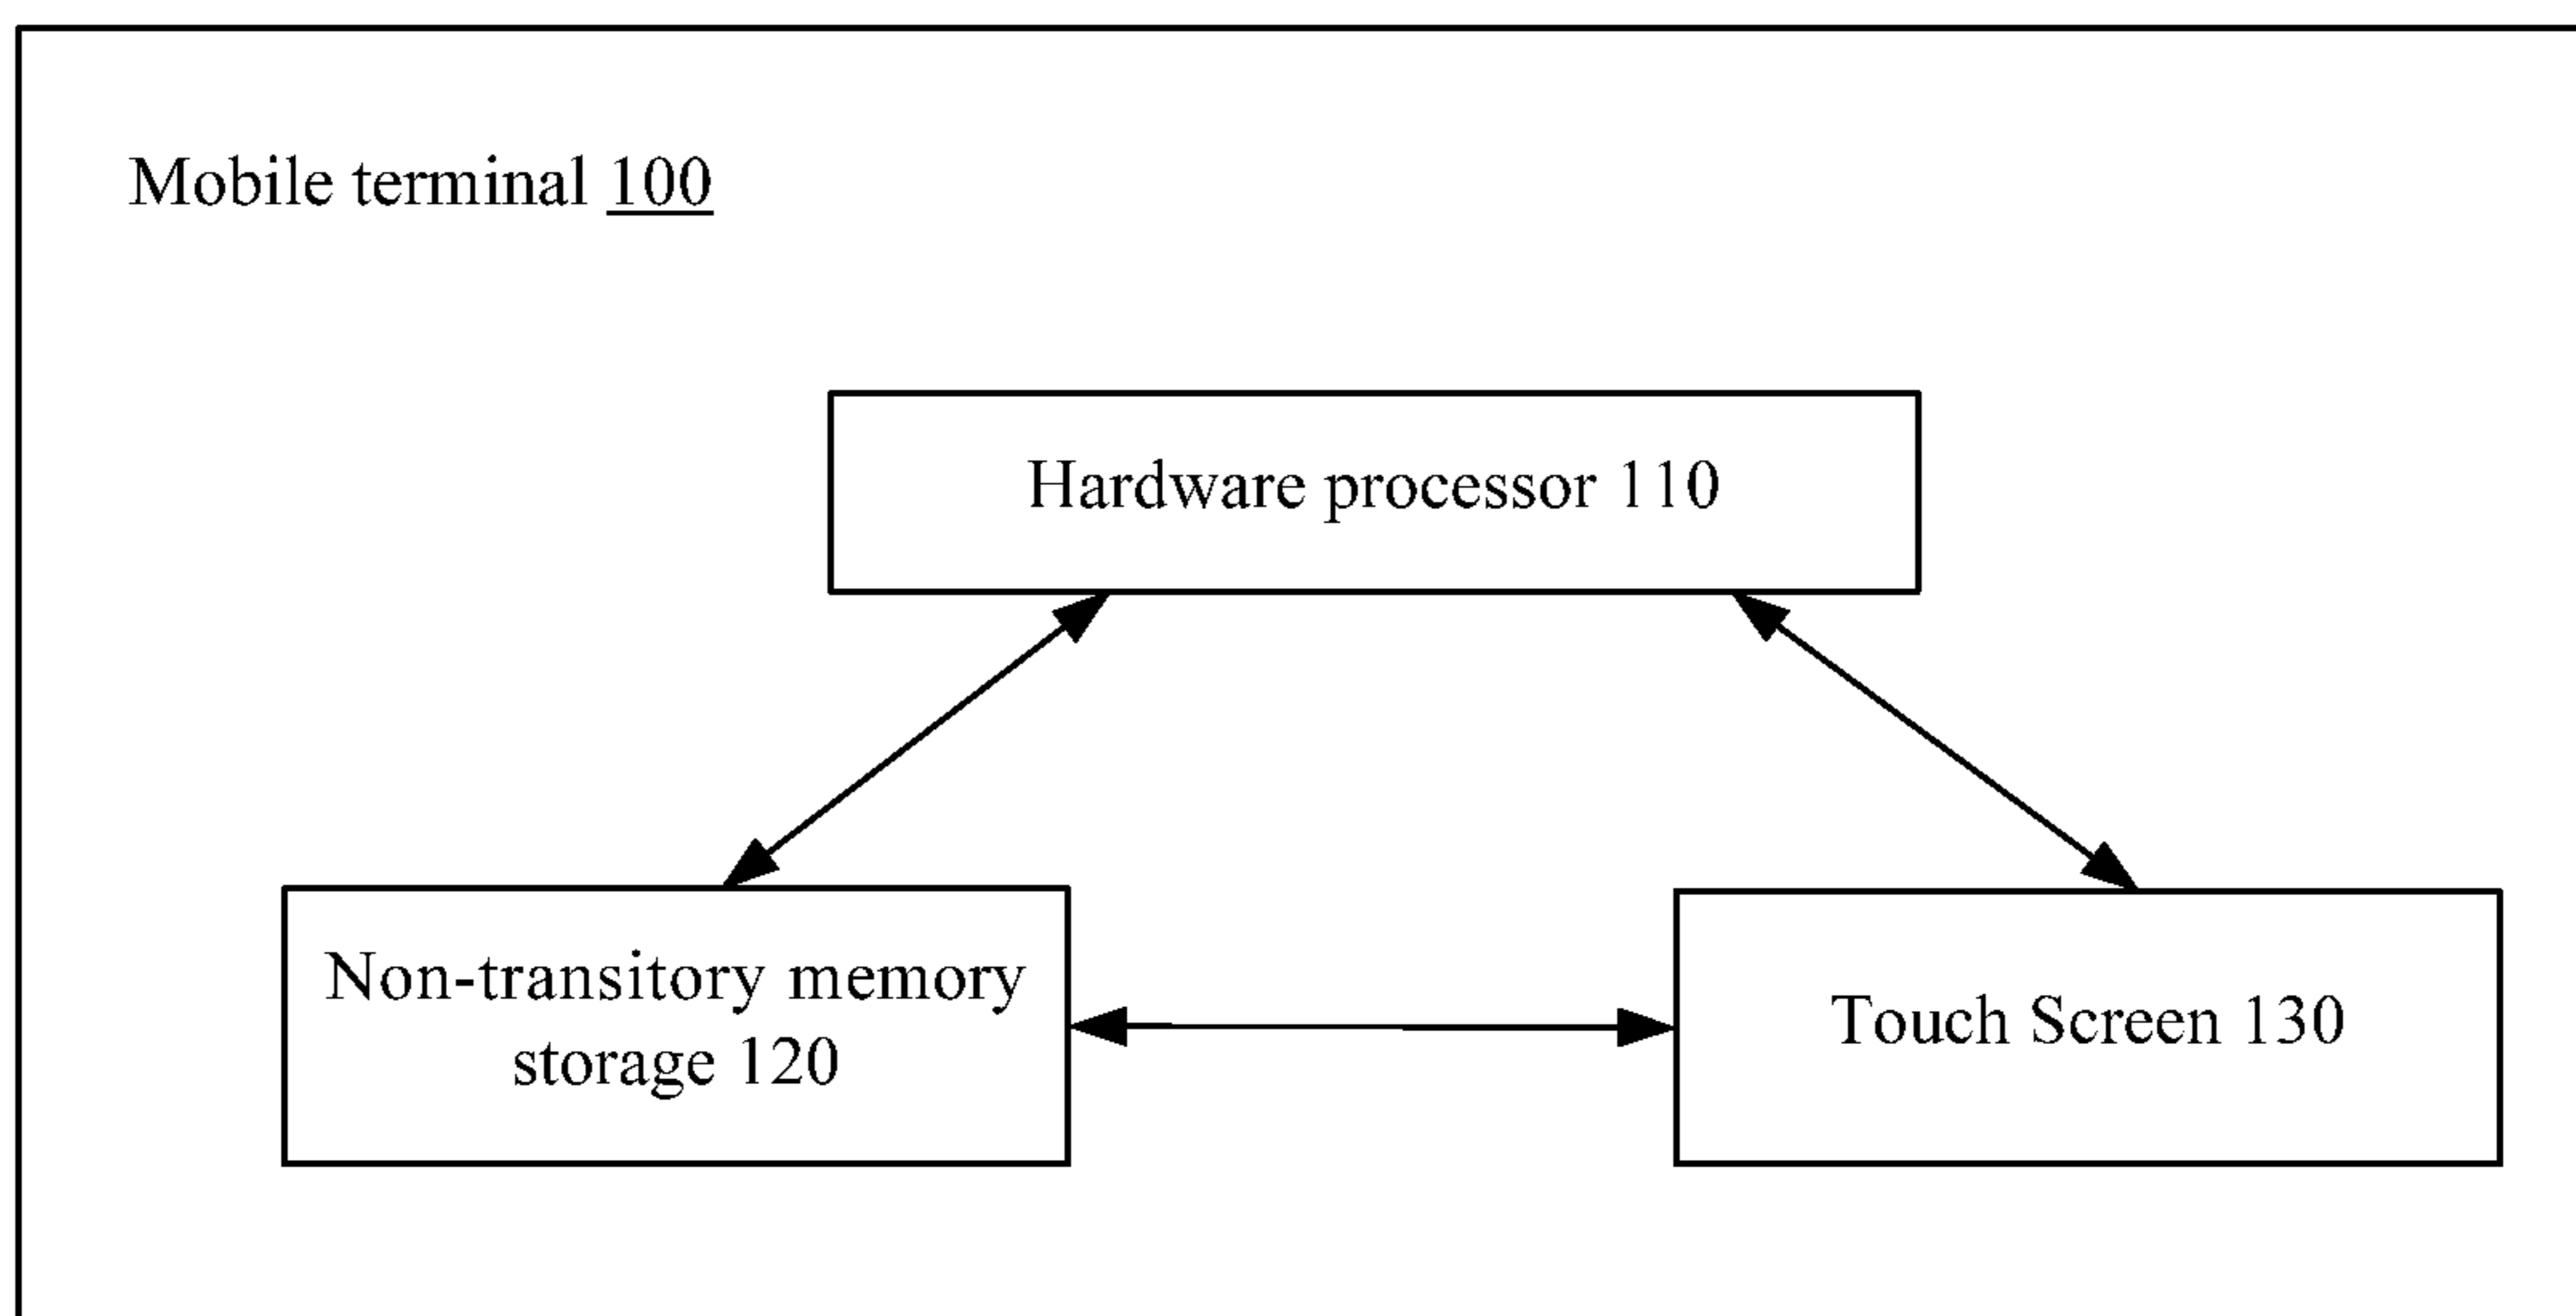 Mobile terminal 100
Hardware processor 110
Non-transitory memory
storage 120
Touch Screen 130